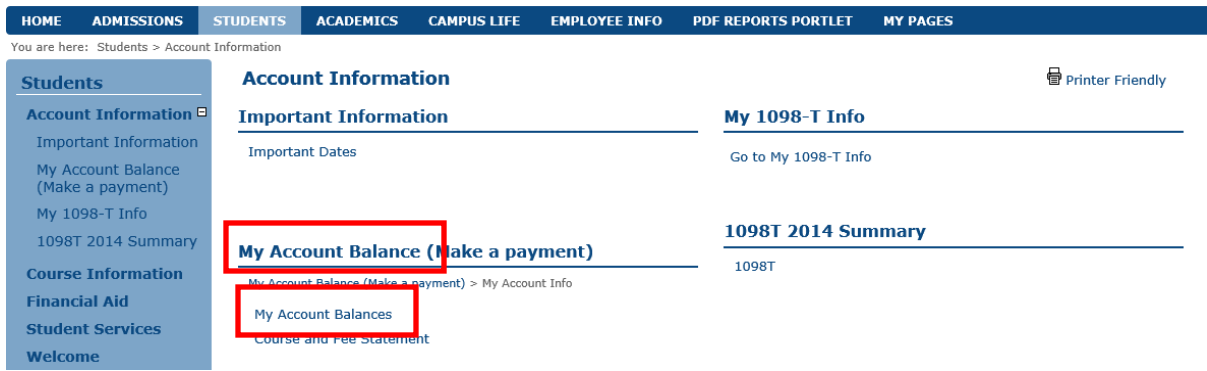 HOME ADMISSIONS STUDENTS ACADEMICS CAMPUS LIFE EMPLOYEE INFO PDF REPORTS PORTLET MY PAGES
You are here: Students > Account Information
Students
Account Information
Important Information
My Account Balance
(Make a payment)
My 1098-T Info
1098T 2014 Summary
Course Information
Financial Aid
Student Services
Welcome
Account Information
Printer Friendly
Important Information
Important Dates
My 1098-T Info
Go to My 1098-T Info
My Account Balance (Make a payment)
My Account Balance (Make a payment) > My Account Info
My Account Balances
Course and Fee Statement
1098T 2014 Summary
1098T